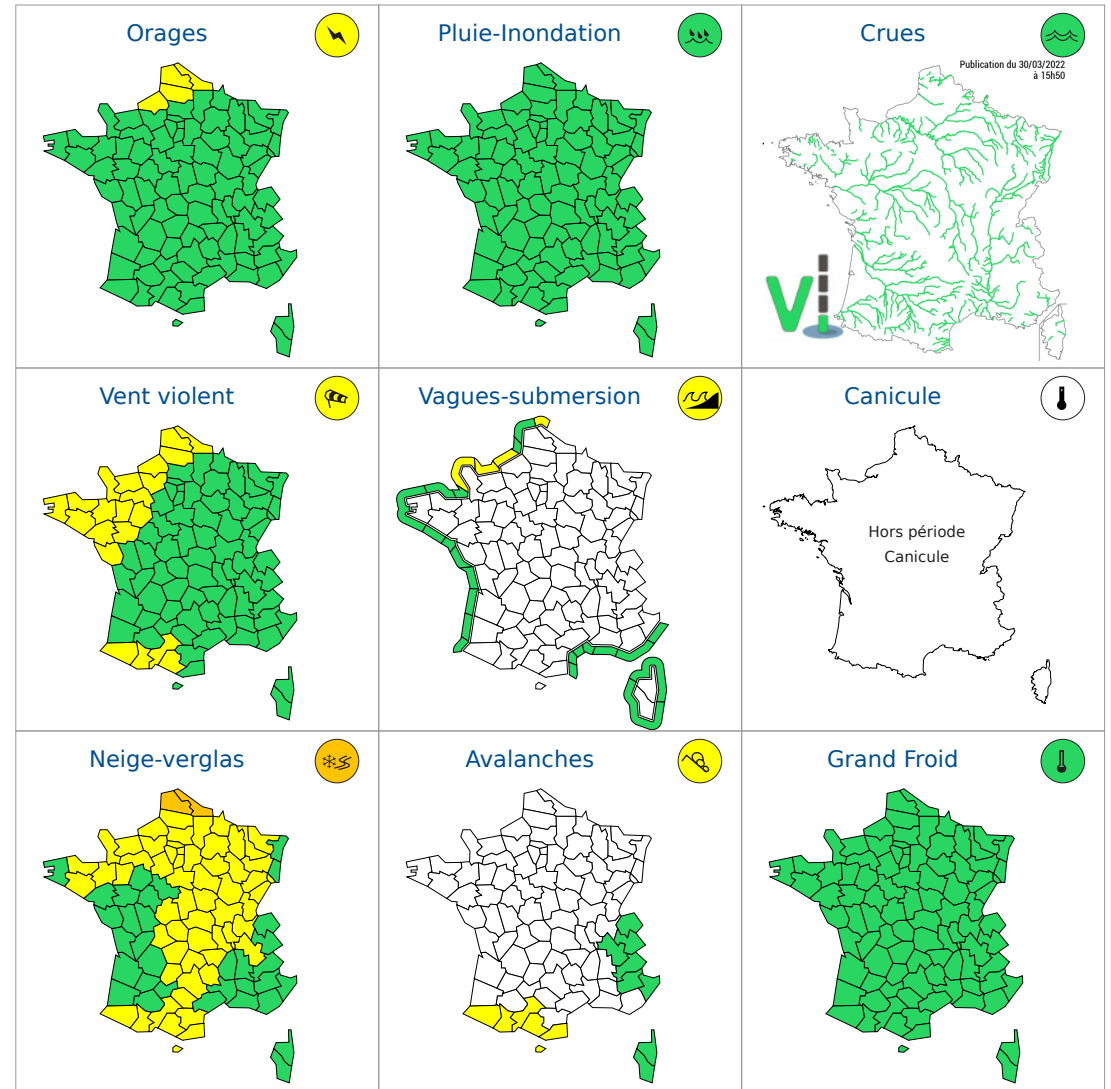 Orages
Pluie-Inondation
Crues
Publication du 30/03/2022
à 15h50
Vi
Vent violent
Vagues-submersion
Canicule
Hors période
Canicule
Neige-verglas
Avalanches
Grand Froid